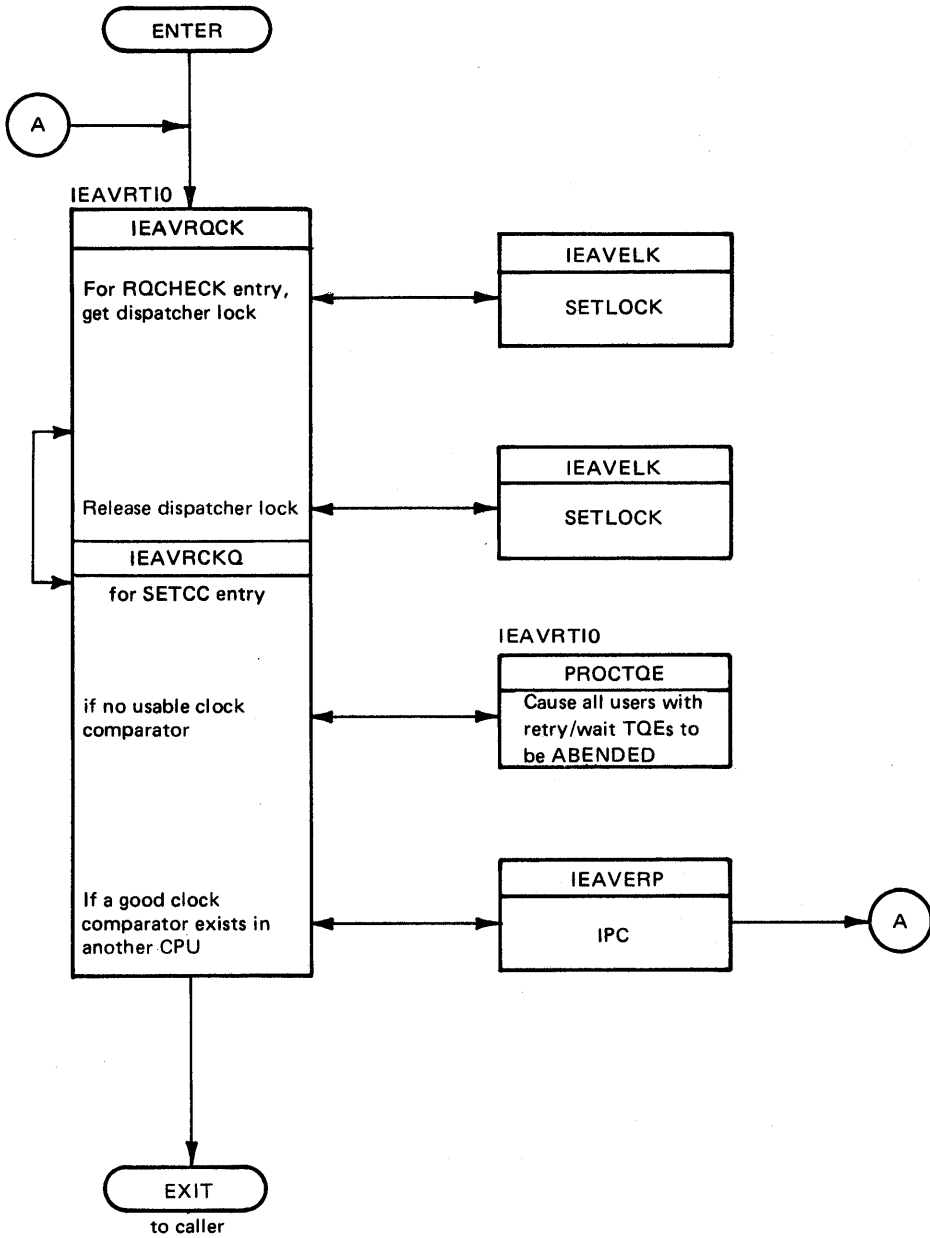 ENTER
A
IEAVRTI0
IEAVRQCK
For RQCHECK entry,
get dispatcher lock
IEAVELK
SETLOCK
Release dispatcher lock
IEAVELK
SETLOCK
IEAVRCKQ
for SETCC entry
if no usable clock
comparator
IEAVRTI0
PROCTQE
Cause all users with
retry/wait TQEs to
be ABENDED
If a good clock
comparator exists in
another CPU
IEAVERP
IPC
A
EXIT
to caller